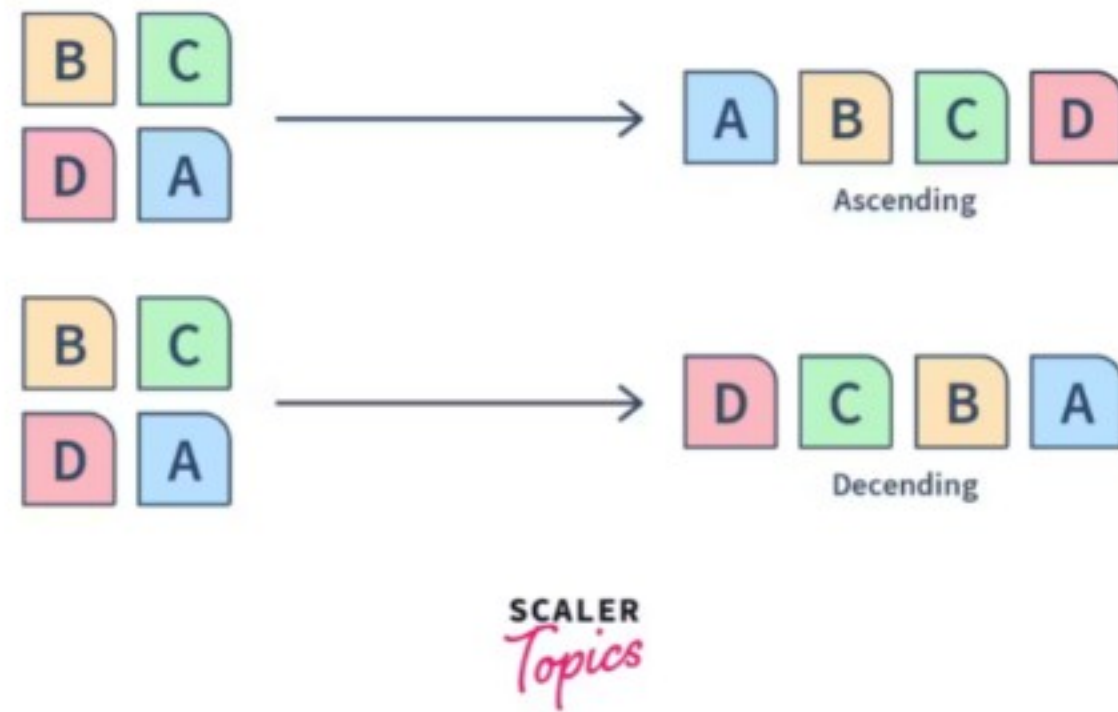 B C
A B C D
D A
Ascending
B C
D C B A
D A
Decending
SCALER
Topics